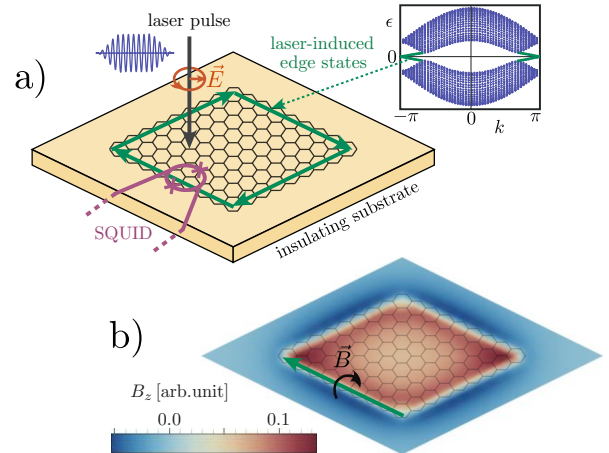 a)
laser pulse
E
laser-induced
edge states
ϵ
0
−π
0
π
k
SQUID
insulating substrate
b)
B
B_z [arb.unit]
0.0
0.1